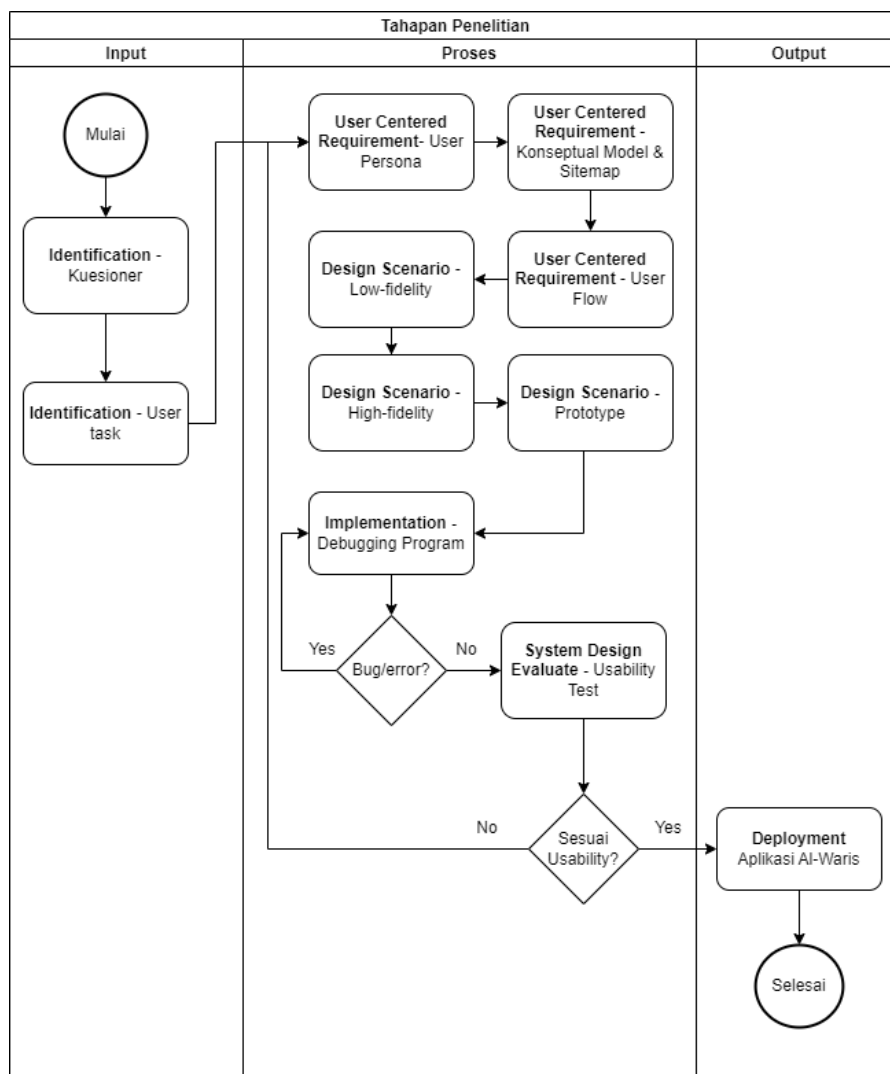 Tahapan Penelitian
Input
Proses
Output
Mulai
Identification -
Kuesioner
Identification - User
task
User Centered
Requirement- User
Persona
User Centered
Requirement -
Konseptual Model &
Sitemap
User Centered
Requirement - User
Flow
Design Scenario -
Low-fidelity
Design Scenario -
High-fidelity
Design Scenario -
Prototype
Implementation -
Debugging Program
Bug/error?
Yes
No
System Design
Evaluate - Usability
Test
Sesuai
Usability?
No
Yes
Deployment
Aplikasi Al-Waris
Selesai